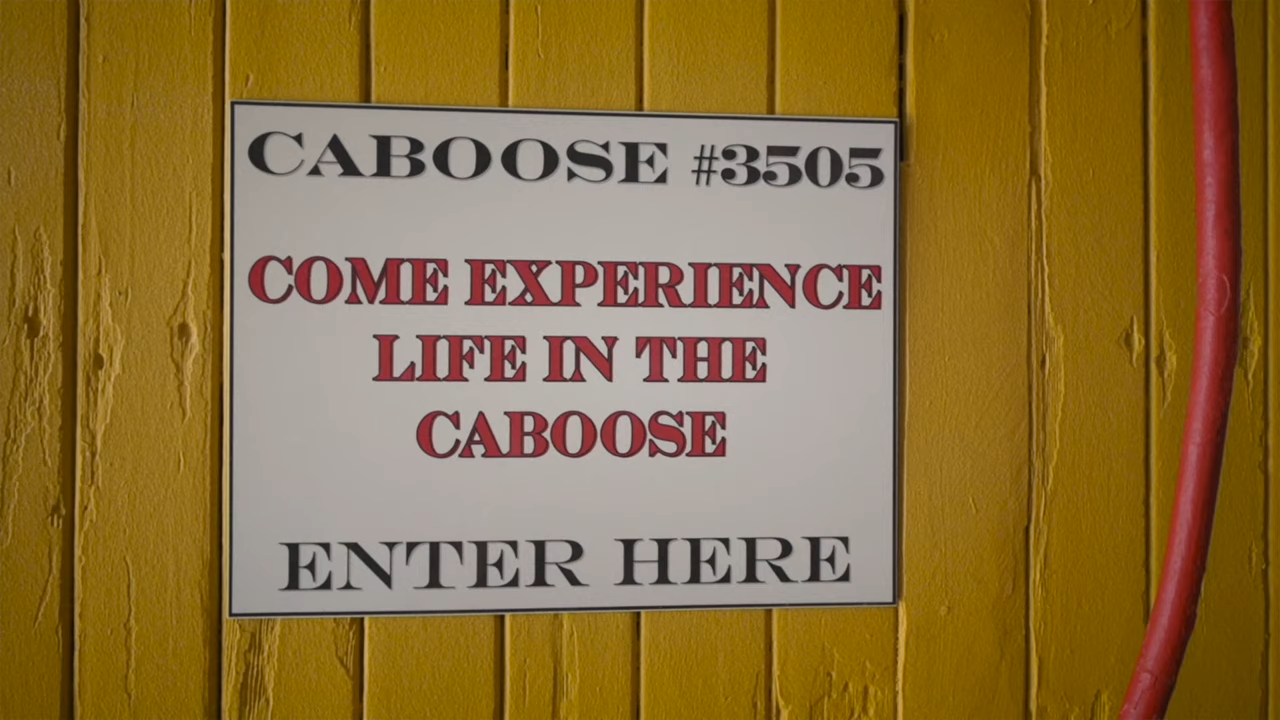 CABOOSE #3505
COME EXPERIENCE
LIFE IN THE
CABOOSE
ENTER HERE